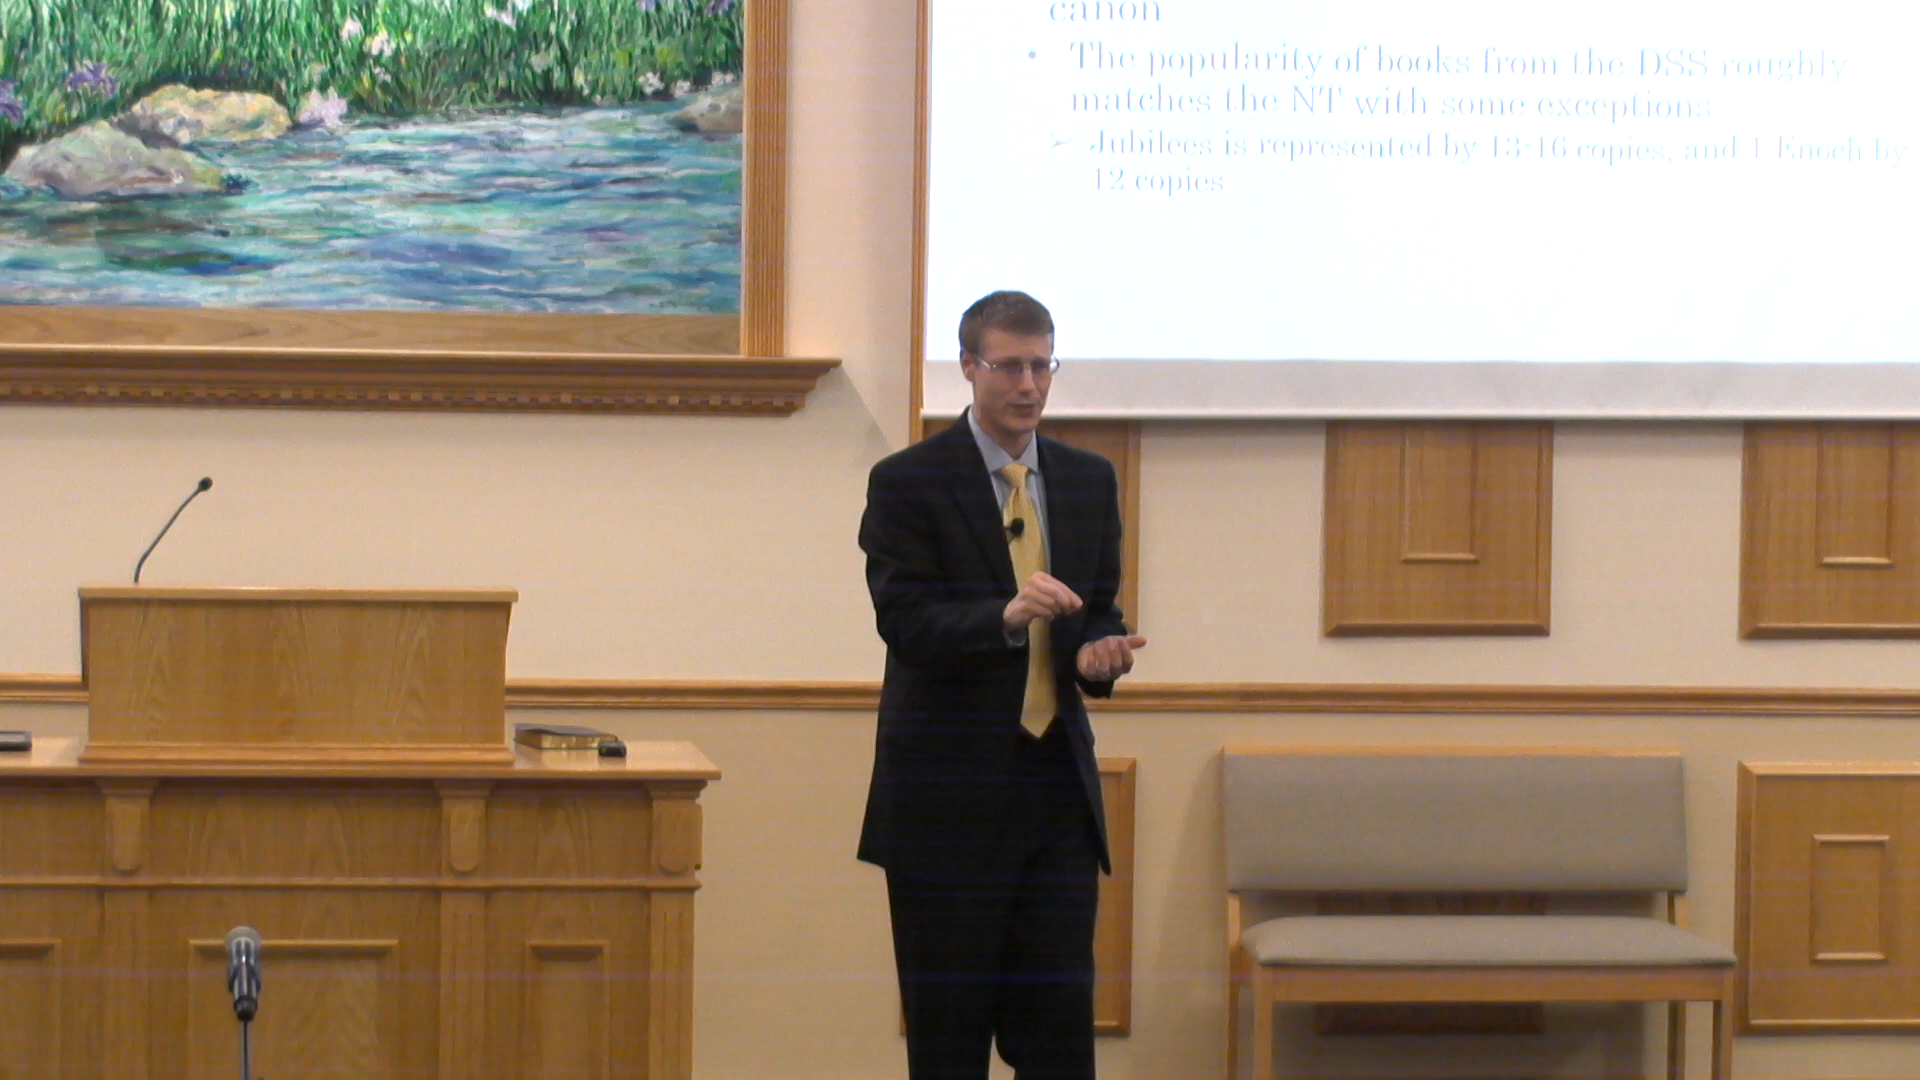 canon
• The popularity of books from the DSS roughly
matches the NT with some exceptions
➢ Jubilees is represented by 13-16 copies, and 1 Enoch by
12 copies